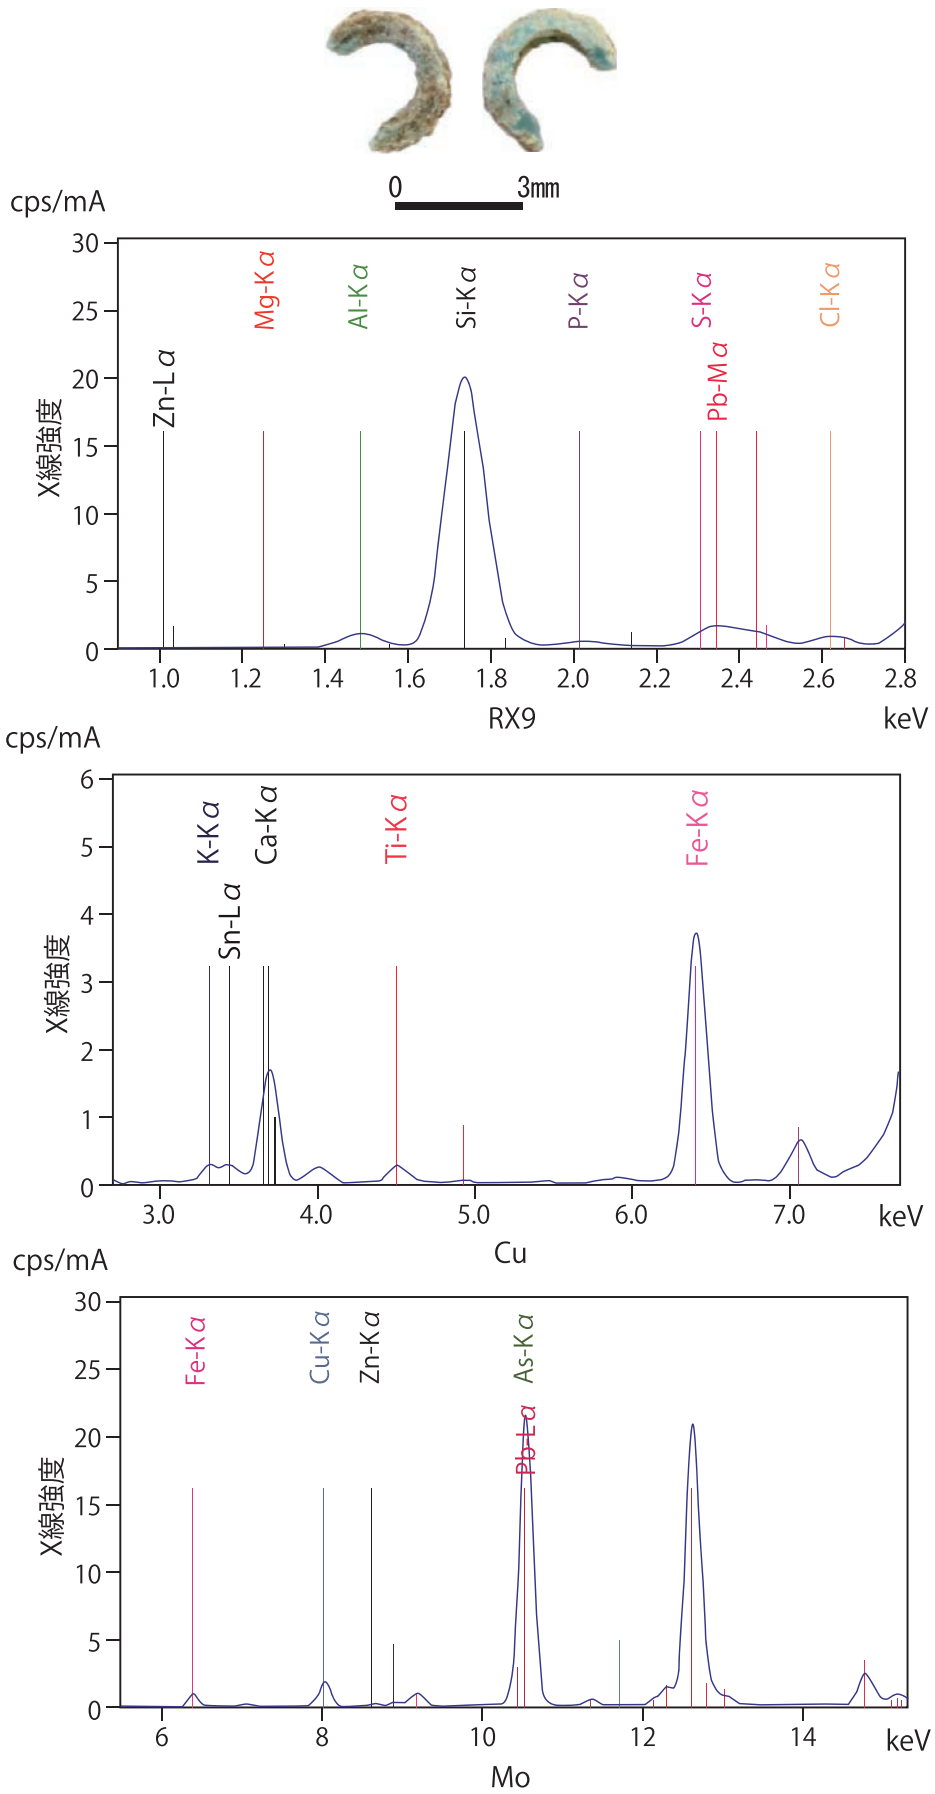 0 3mm
cps/mA
30
25
20
15
10
5
0
X線強度
Mg-Kα
Al-Kα
Si-Kα
P-Kα
S-Kα
Cl-Kα
Zn-Lα
Pb-Mα
1.0 1.2 1.4 1.6 1.8 2.0 2.2 2.4 2.6 2.8
RX9 keV
cps/mA
6
5
4
3
2
1
0
X線強度
K-Kα
Ca-Kα
Ti-Kα
Fe-Kα
Sn-Lα
3.0 4.0 5.0 6.0 7.0 keV
Cu
cps/mA
30
25
20
15
10
5
0
X線強度
Fe-Kα
Cu-Kα
Zn-Kα
As-Kα
Pb-Lα
6 8 10 12 14 keV
Mo